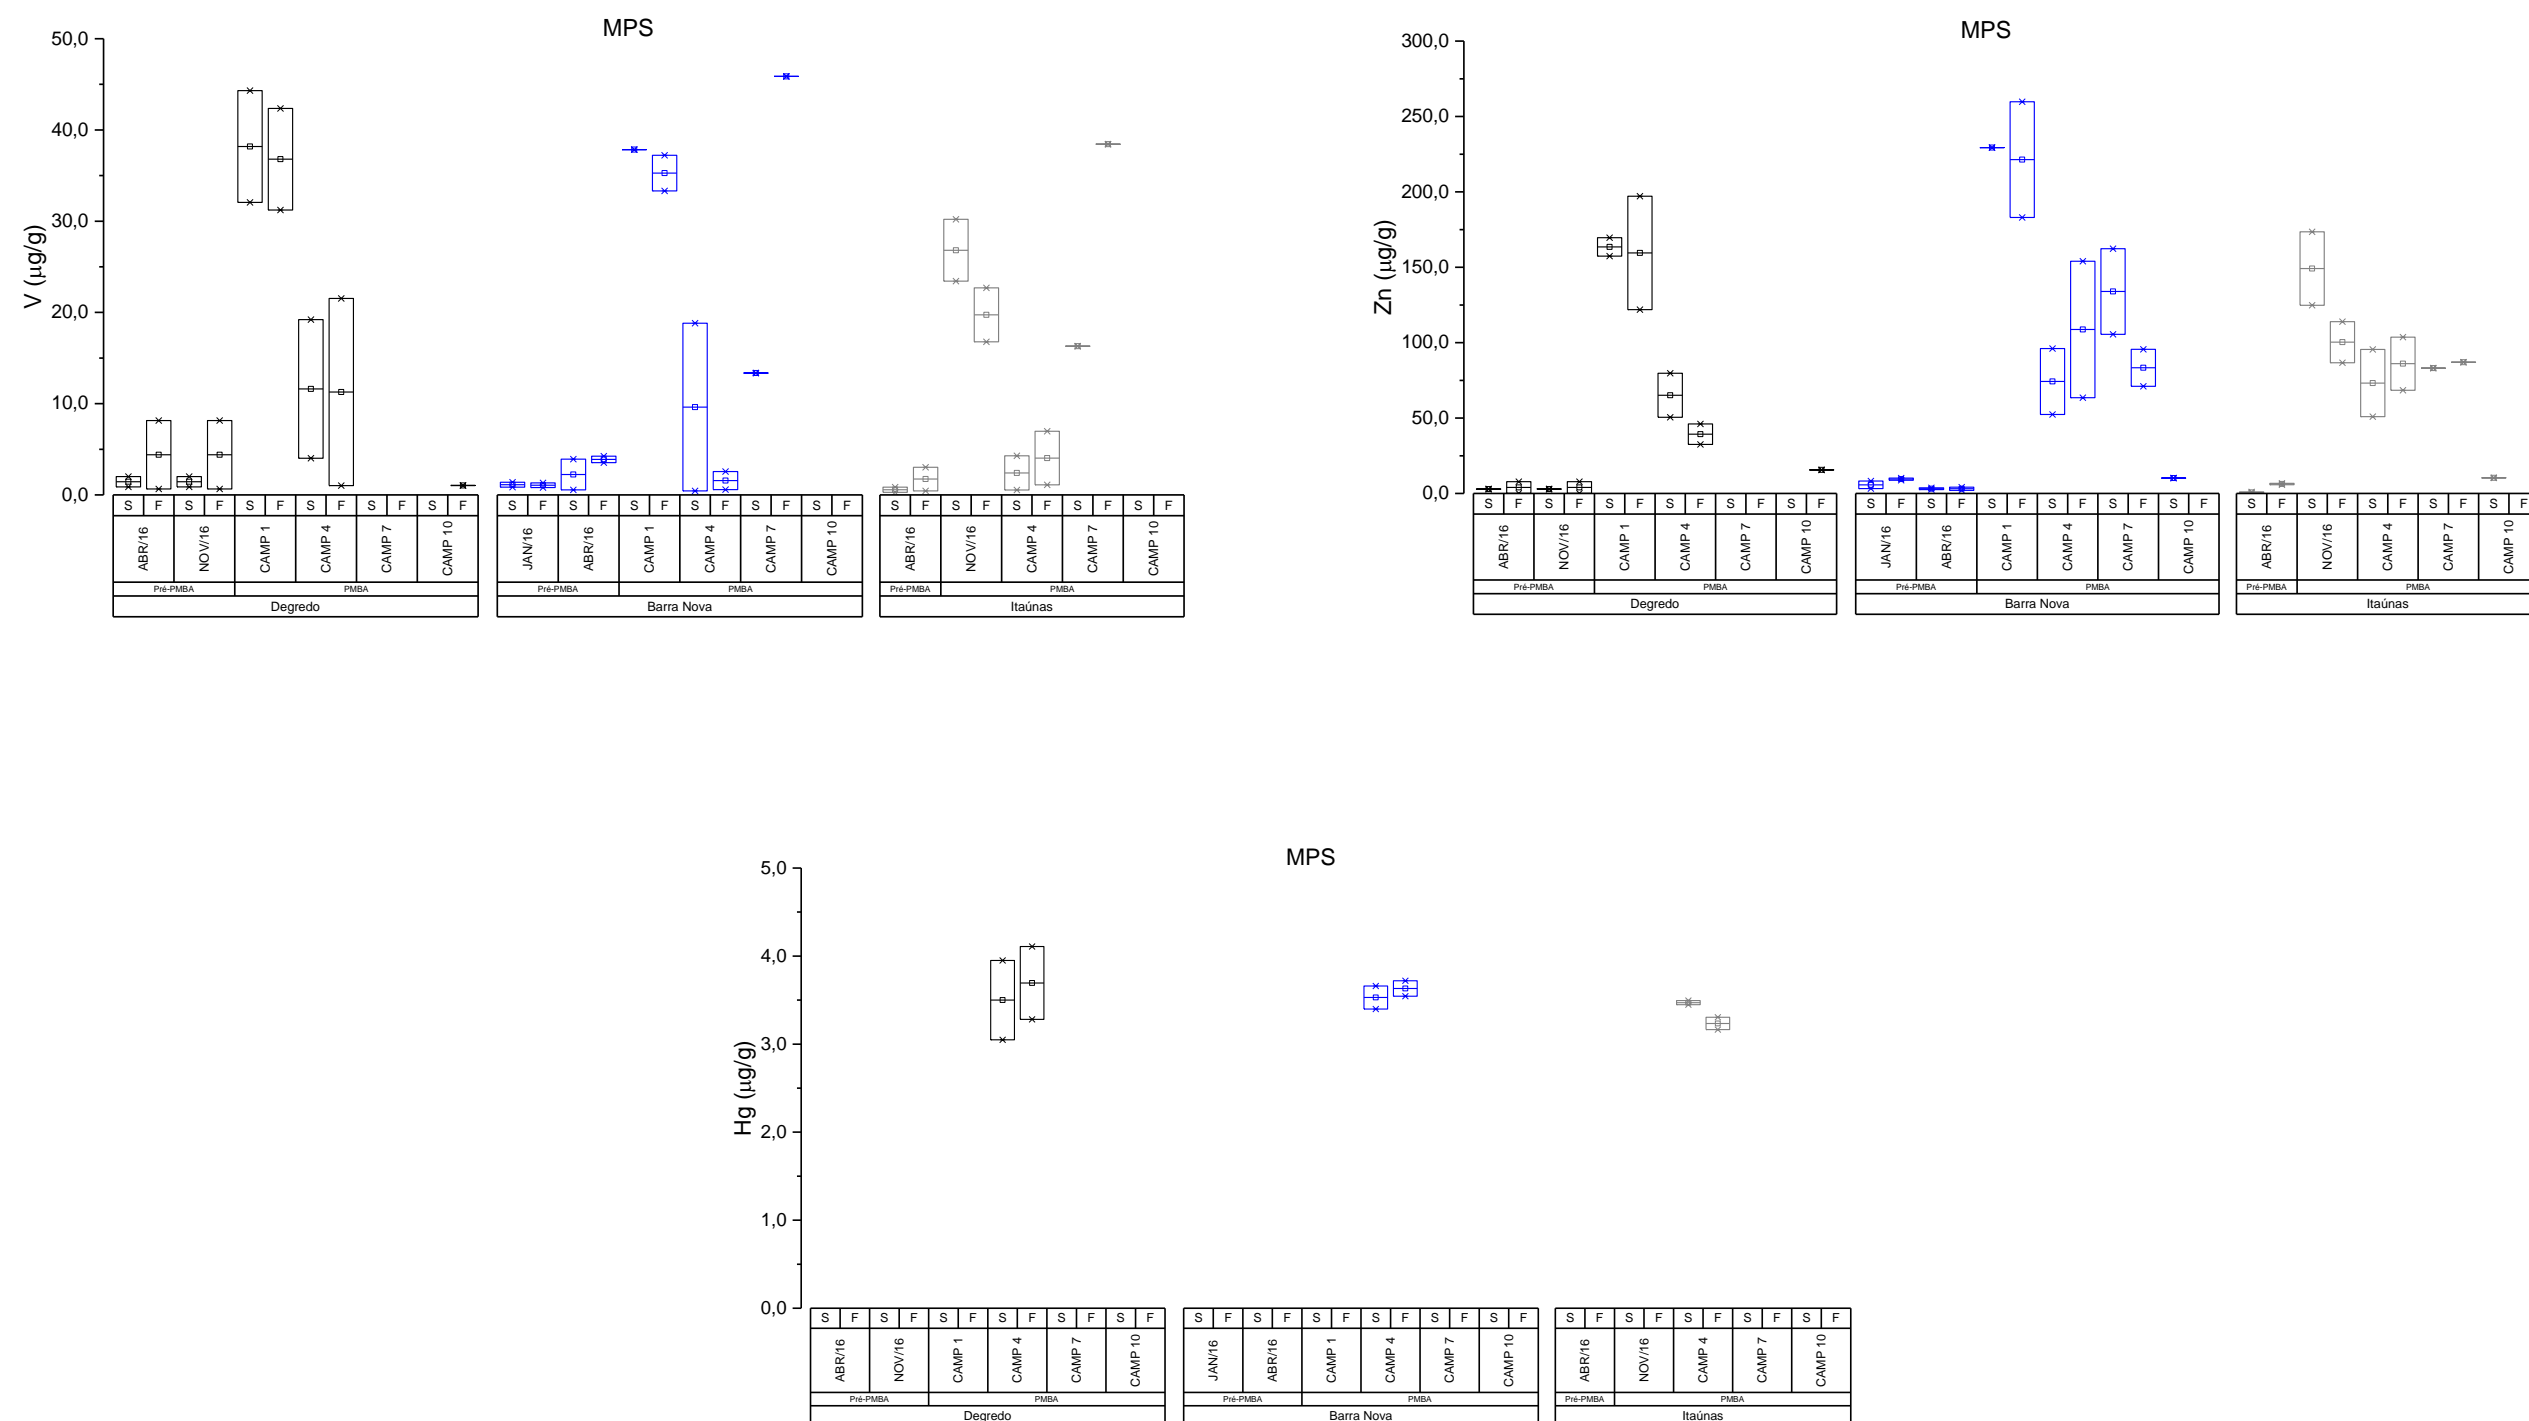 MPS
50,0
40,0
30,0
20,0
10,0
0,0
V (µg/g)
S F S F S F S F S F S F
ABR/16 NOV/16 CAMP 1 CAMP 4 CAMP 7 CAMP 10
Pré-PMBA PMBA
Degredo
S F S F S F S F S F S F
JAN/16 ABR/16 CAMP 1 CAMP 4 CAMP 7 CAMP 10
Pré-PMBA PMBA
Barra Nova
S F S F S F S F S F
ABR/16 NOV/16 CAMP 4 CAMP 7 CAMP 10
Pré-PMBA PMBA
Itaúnas
MPS
300,0
250,0
200,0
150,0
100,0
50,0
0,0
Zn (µg/g)
S F S F S F S F S F S F
ABR/16 NOV/16 CAMP 1 CAMP 4 CAMP 7 CAMP 10
Pré-PMBA PMBA
Degredo
S F S F S F S F S F S F
JAN/16 ABR/16 CAMP 1 CAMP 4 CAMP 7 CAMP 10
Pré-PMBA PMBA
Barra Nova
S F S F S F S F S F
ABR/16 NOV/16 CAMP 4 CAMP 7 CAMP 10
Pré-PMBA PMBA
Itaúnas
MPS
5,0
4,0
3,0
2,0
1,0
0,0
Hg (µg/g)
S F S F S F S F S F S F
ABR/16 NOV/16 CAMP 1 CAMP 4 CAMP 7 CAMP 10
Pré-PMBA PMBA
Degredo
S F S F S F S F S F S F
JAN/16 ABR/16 CAMP 1 CAMP 4 CAMP 7 CAMP 10
Pré-PMBA PMBA
Barra Nova
S F S F S F S F S F
ABR/16 NOV/16 CAMP 4 CAMP 7 CAMP 10
Pré-PMBA PMBA
Itaúnas